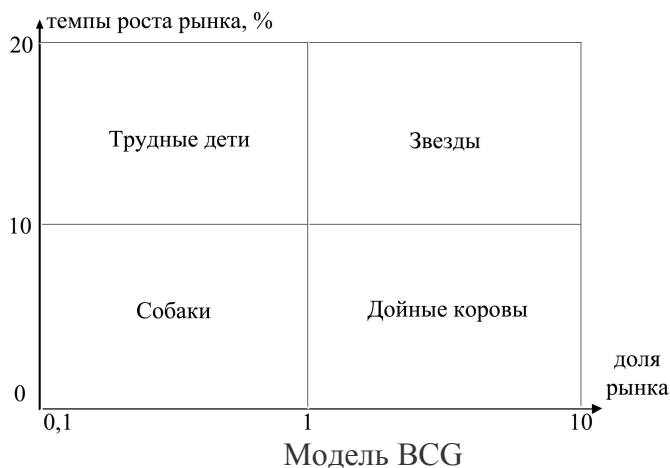 темпы роста рынка, %
20
Трудные дети
Звезды
10
Собаки
Дойные коровы
0
доля
рынка
0,1
1
10
Модель BCG